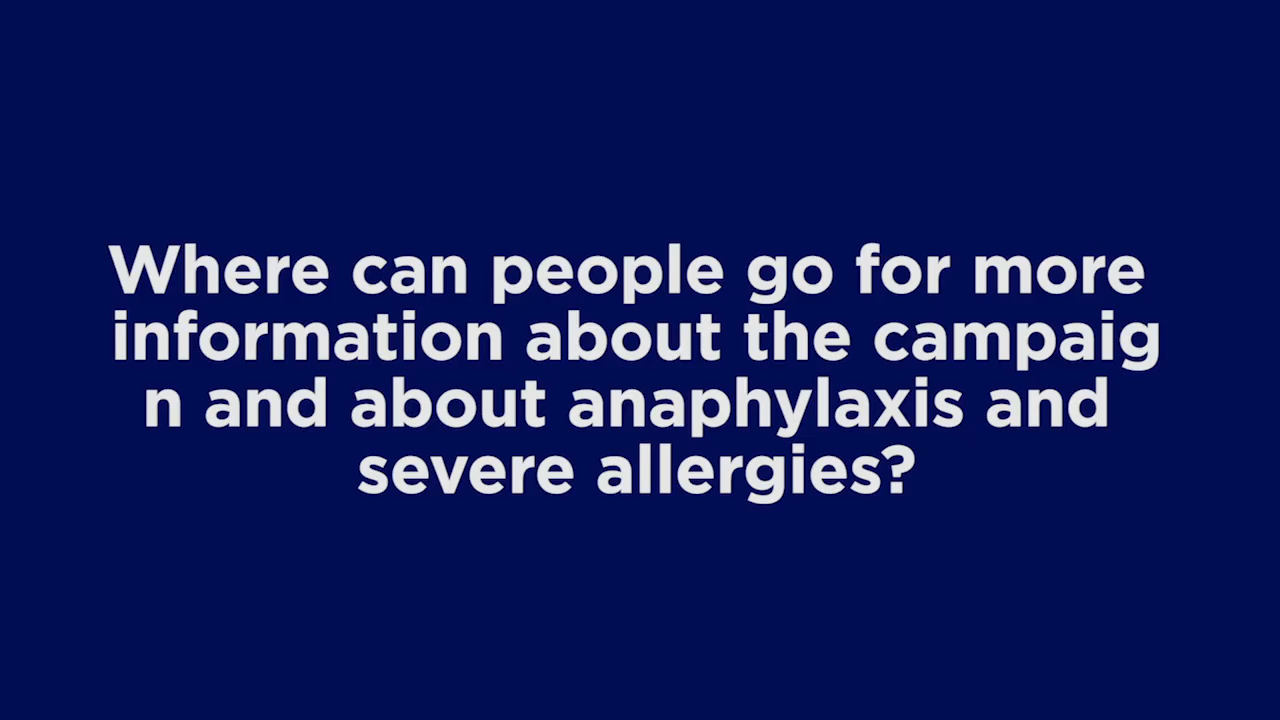 Where can people go for more
information about the campaig
n and about anaphylaxis and
severe allergies?